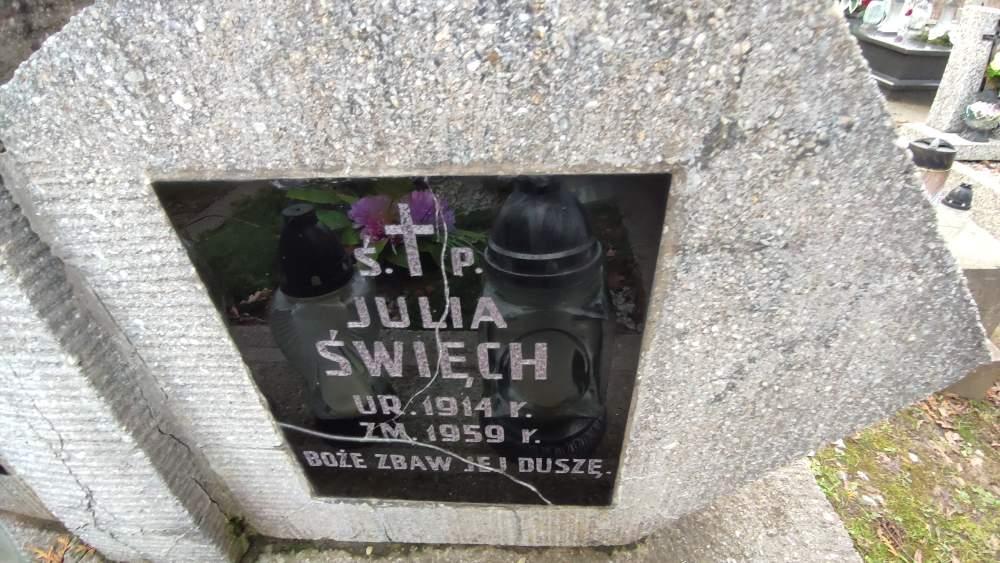 Ś. P.
JULIA
ŚWIĘCH
UR. 1914 r.
ZM. 1959 r.
BOŻE ZBAW JEJ DUSZĘ.